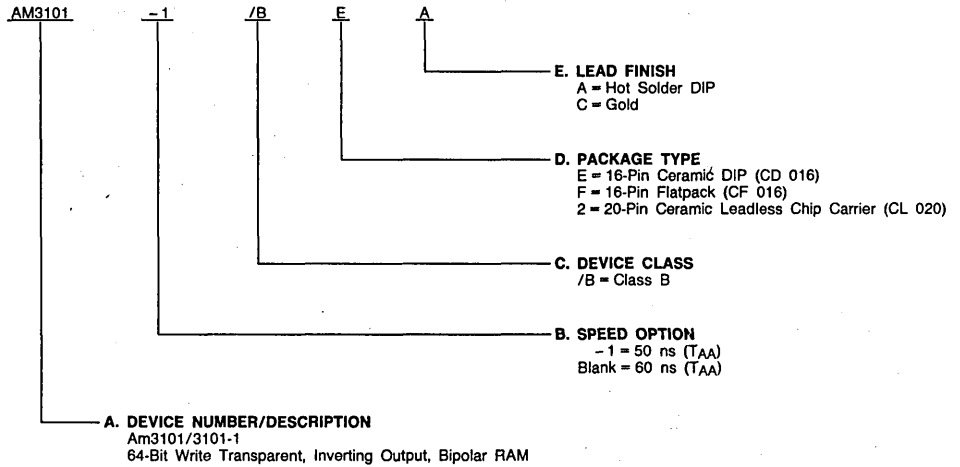 AM3101 -1 /B E A
E. LEAD FINISH
A = Hot Solder DIP
C = Gold
D. PACKAGE TYPE
E = 16-Pin Ceramic DIP (CD 016)
F = 16-Pin Flatpack (CF 016)
2 = 20-Pin Ceramic Leadless Chip Carrier (CL 020)
C. DEVICE CLASS
/B = Class B
B. SPEED OPTION
-1 = 50 ns (TAA)
Blank = 60 ns (TAA)
A. DEVICE NUMBER/DESCRIPTION
Am3101/3101-1
64-Bit Write Transparent, Inverting Output, Bipolar RAM